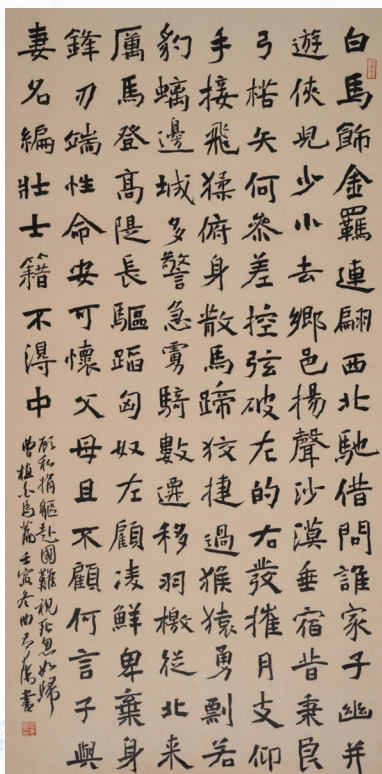 白馬飾金羈連翩西北馳借問誰家子幽并
遊俠兒少小去鄉邑揚聲沙漠垂宿昔秉良
弓楛矢何叅差控弦破左的右發摧月支仰
手接飛猱俯身散馬蹄狡捷過猴猿勇剽若
豹螭邊城多警急虜騎數遷移羽檄從北来
厲馬登高隄長驅蹈匈奴左顧凌鮮卑棄身
鋒刃端性命安可懷父母且不顧何言子與
妻名編壯士籍不得中
顧私捐軀赴國難視死忽如歸
曹植白馬篇壬寅冬曲書